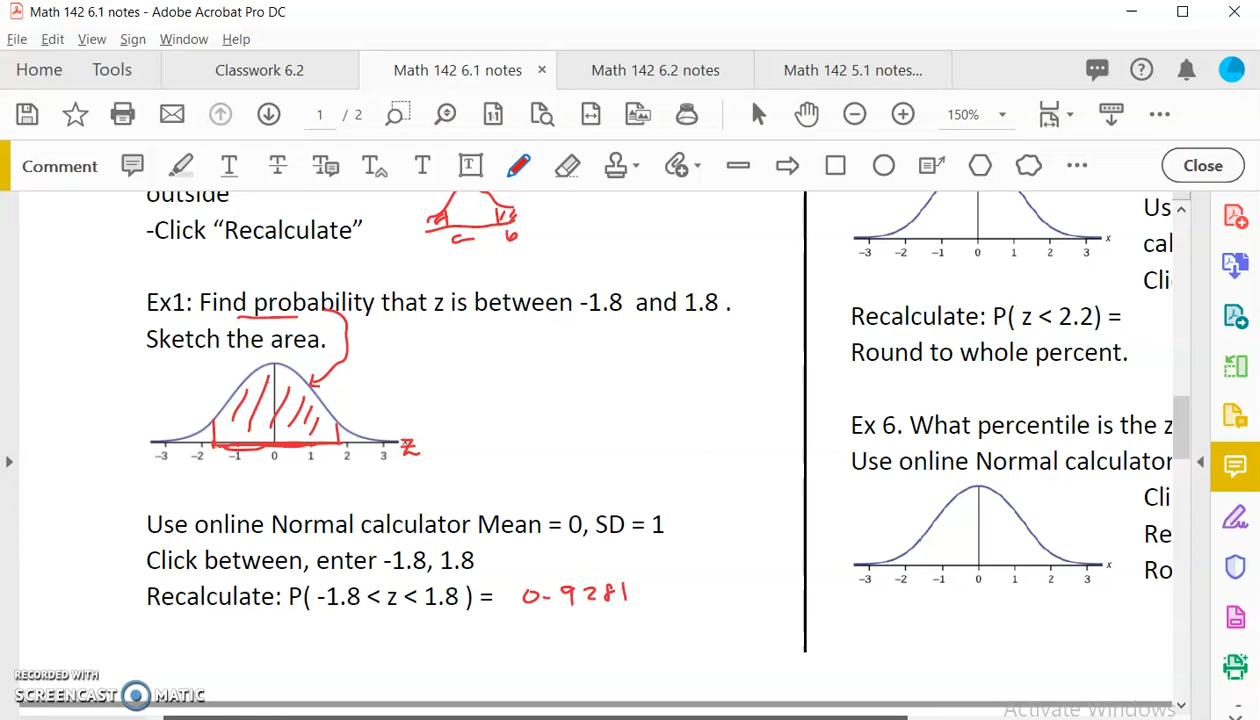 Math 142 6.1 notes - Adobe Acrobat Pro DC
File Edit View Sign Window Help
Home Tools Classwork 6.2 Math 142 6.1 notes × Math 142 6.2 notes Math 142 5.1 notes...
1 / 2 150%
Comment Close
outside
-Click “Recalculate”
b
Ex1: Find probability that z is between -1.8 and 1.8 .
Sketch the area.
-3 -2 -1 0 1 2 3 z
Use online Normal calculator Mean = 0, SD = 1
Click between, enter -1.8, 1.8
Recalculate: P( -1.8 < z < 1.8 ) = 0.9281
Us
cal
Cli
-3 -2 -1 0 1 2 3 x
Recalculate: P( z < 2.2) =
Round to whole percent.
Ex 6. What percentile is the z
Use online Normal calculator
Cli
Re
Ro
-3 -2 -1 0 1 2 3 x
RECORDED WITH
SCREENCAST MATIC
Activate Windows